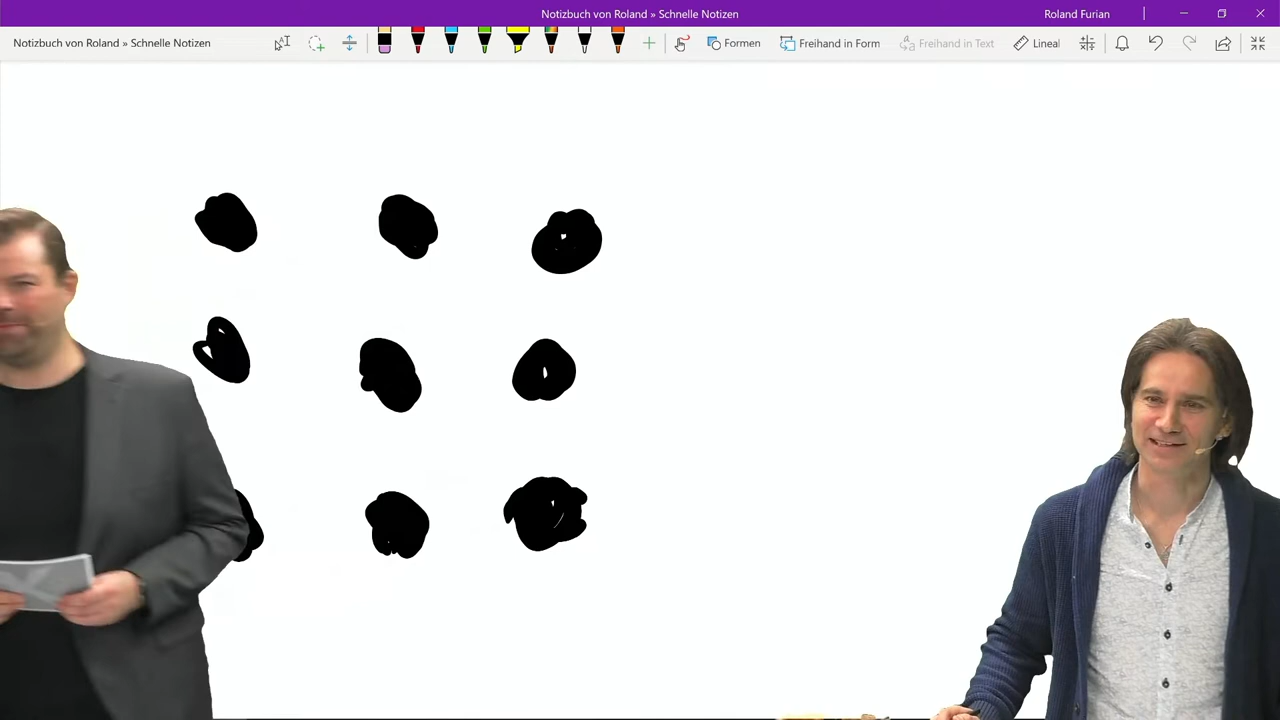 Notizbuch von Roland » Schnelle Notizen
Roland Furian
Notizbuch von Roland » Schnelle Notizen
Formen
Freihand in Form
Freihand in Text
Lineal